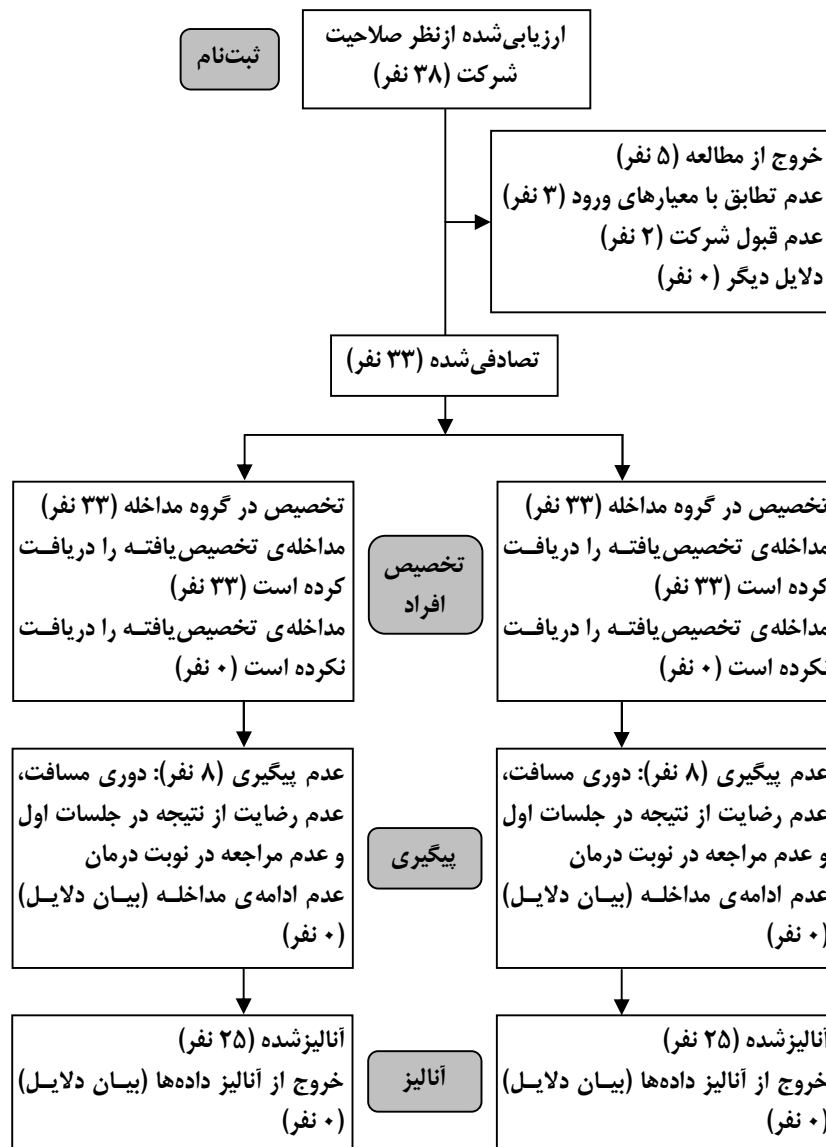 ارزیابی‌شده ازنظر صلاحیت
شرکت (۳۸ نفر)
ثبت‌نام
خروج از مطالعه (۵ نفر)
عدم تطابق با معیارهای ورود (۳ نفر)
عدم قبول شرکت (۲ نفر)
دلایل دیگر (۰ نفر)
تصادفی‌شده (۳۳ نفر)
تخصیص در گروه مداخله (۳۳ نفر)
مداخله‌ی تخصیص‌یافته را دریافت
کرده است (۳۳ نفر)
مداخله‌ی تخصیص‌یافته را دریافت
نکرده است (۰ نفر)
تخصیص
افراد
تخصیص در گروه مداخله (۳۳ نفر)
مداخله‌ی تخصیص‌یافته را دریافت
کرده است (۳۳ نفر)
مداخله‌ی تخصیص‌یافته را دریافت
نکرده است (۰ نفر)
عدم پیگیری (۸ نفر): دوری مسافت،
عدم رضایت از نتیجه در جلسات اول
و عدم مراجعه در نوبت درمان
عدم ادامه‌ی مداخله (بیان دلایل)
(۰ نفر)
پیگیری
عدم پیگیری (۸ نفر): دوری مسافت،
عدم رضایت از نتیجه در جلسات اول
و عدم مراجعه در نوبت درمان
عدم ادامه‌ی مداخله (بیان دلایل)
(۰ نفر)
آنالیزشده (۲۵ نفر)
خروج از آنالیز داده‌ها (بیان دلایل)
(۰ نفر)
آنالیز
آنالیزشده (۲۵ نفر)
خروج از آنالیز داده‌ها (بیان دلایل)
(۰ نفر)